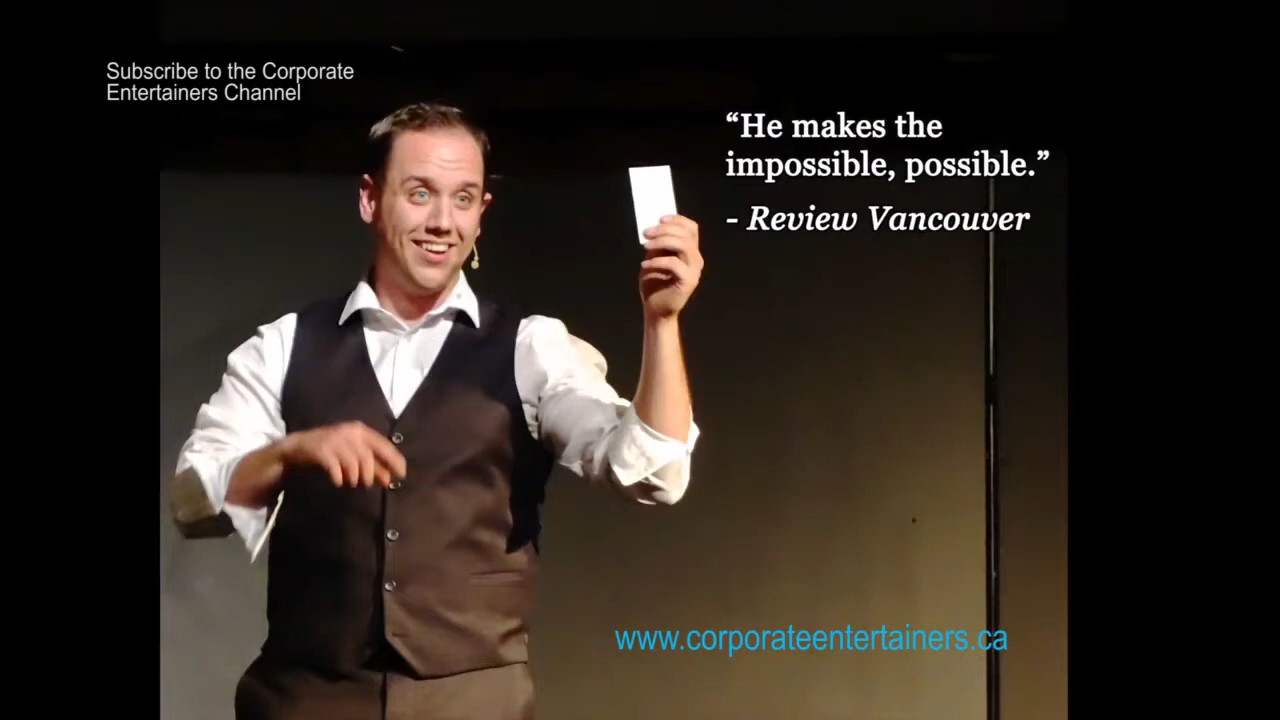 Subscribe to the Corporate
Entertainers Channel
“He makes the
impossible, possible.”
- Review Vancouver
www.corporateentertainers.ca